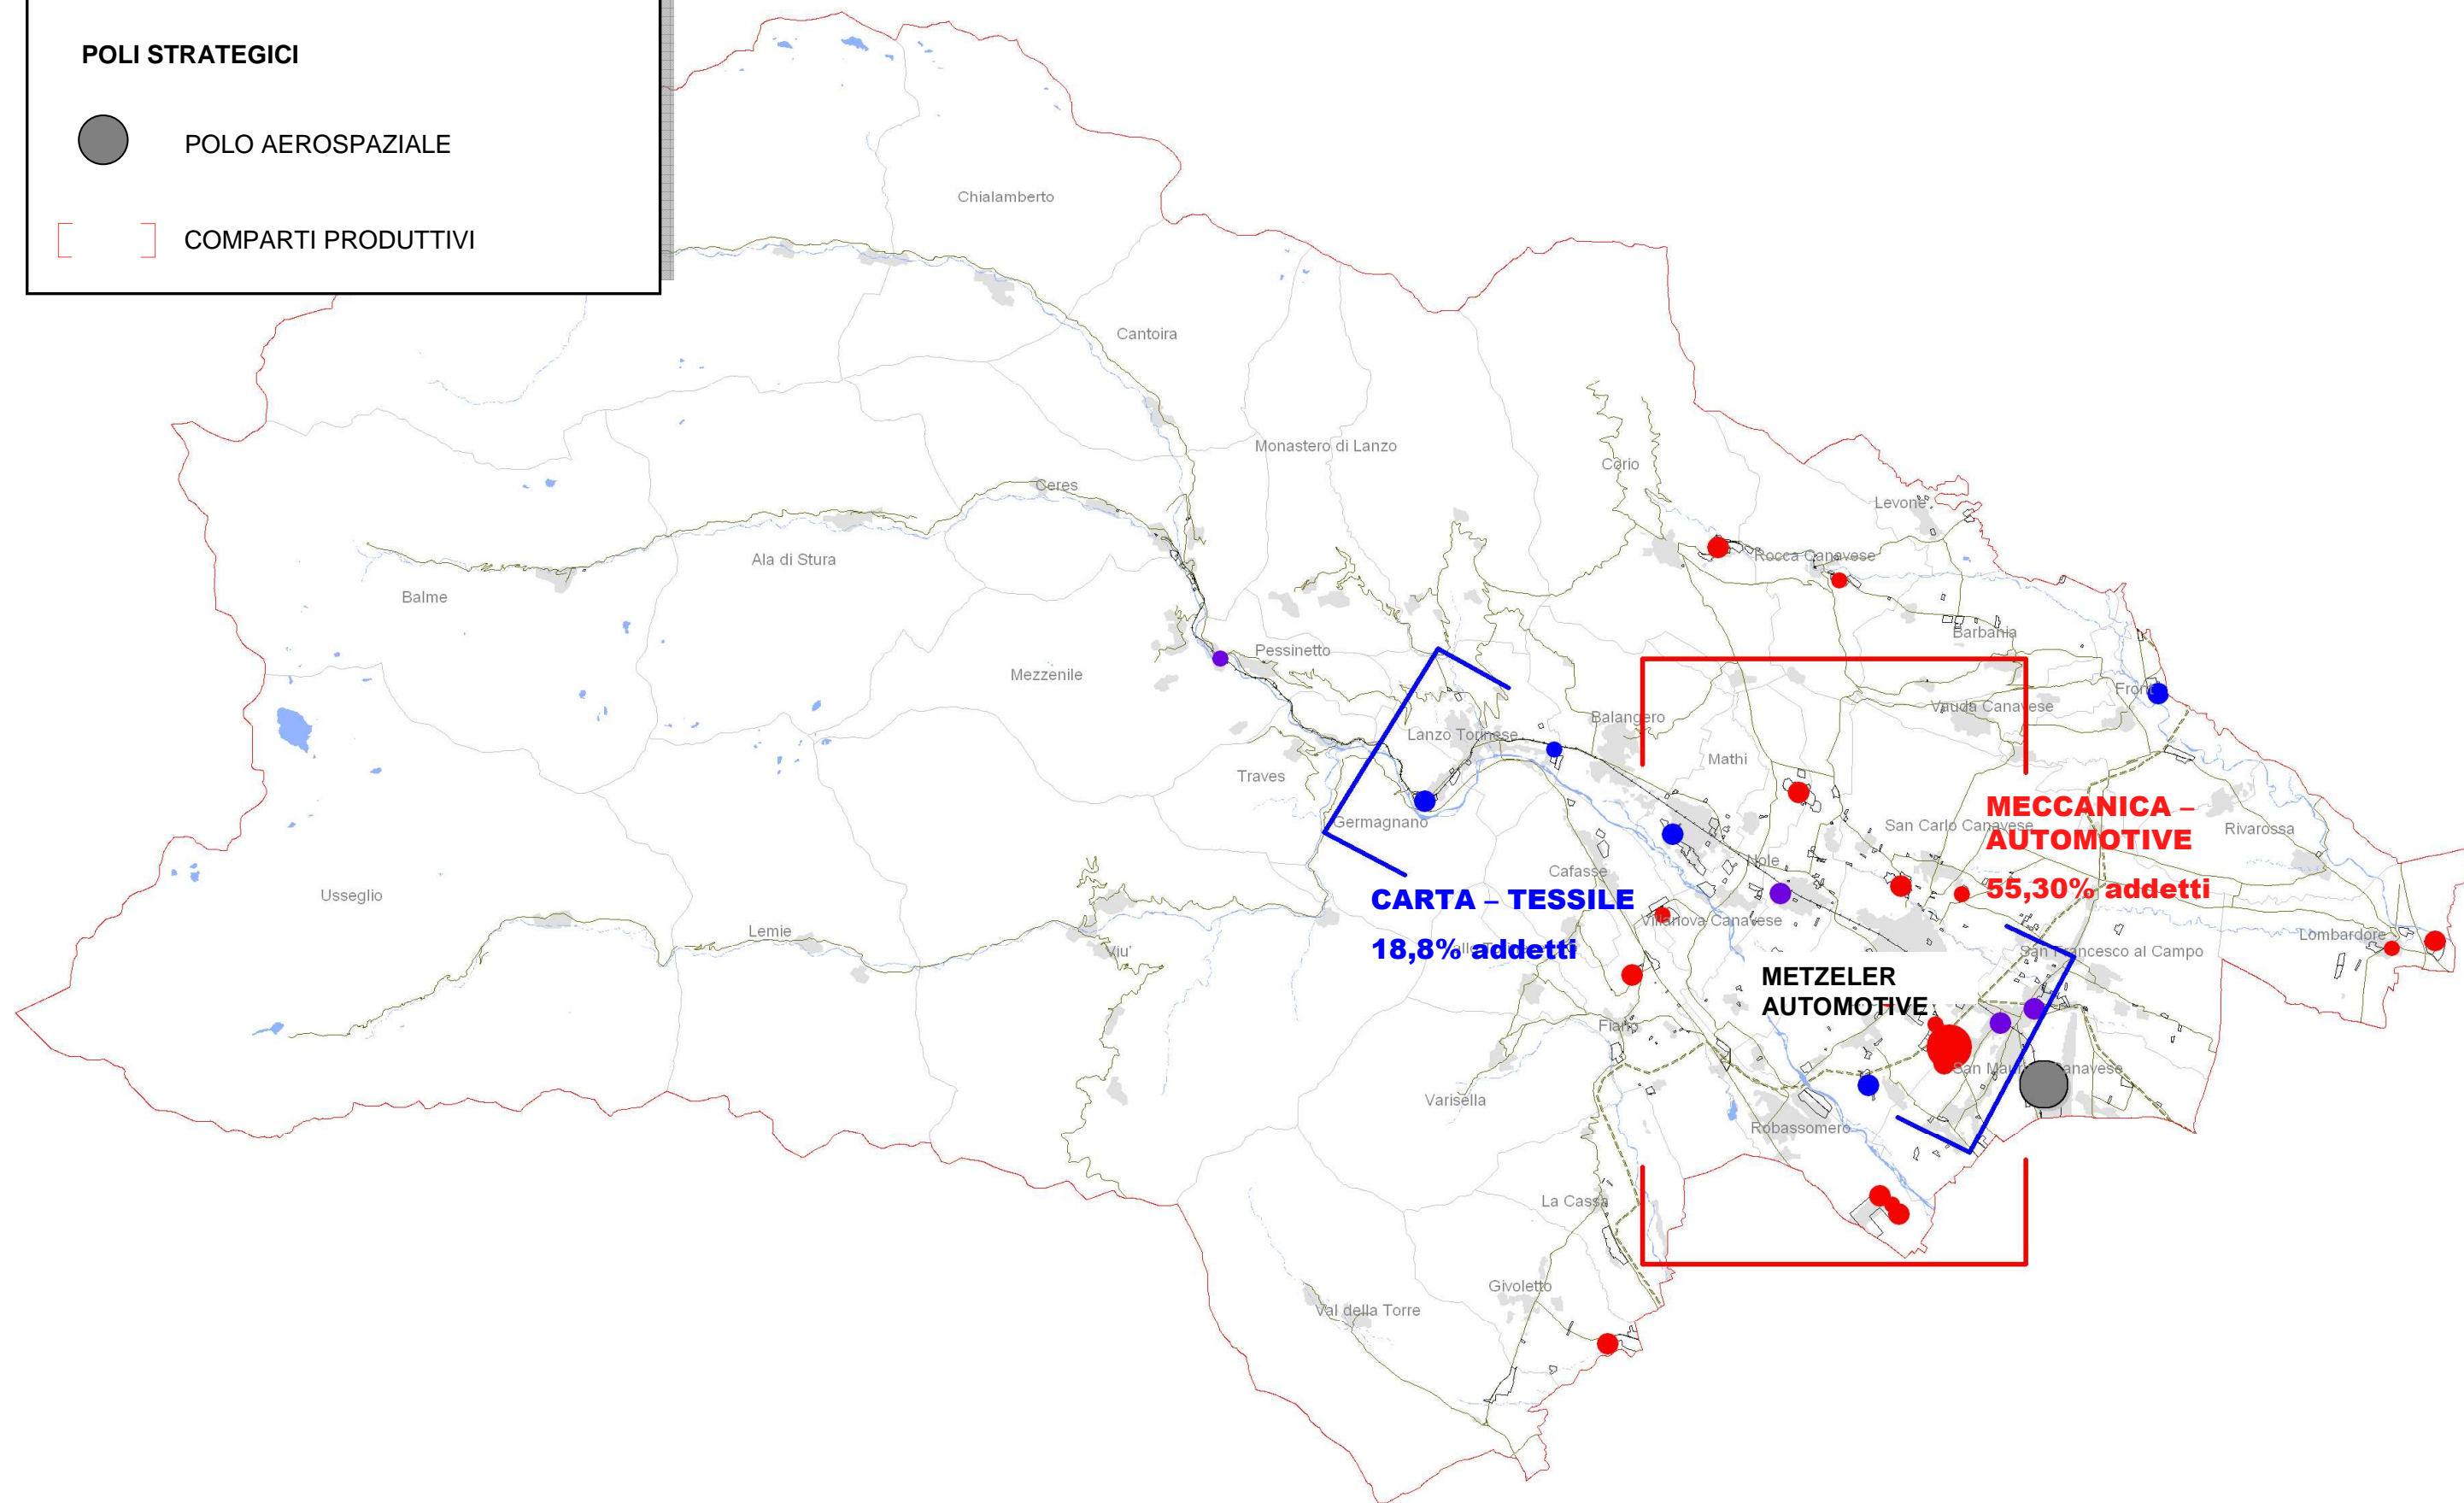 POLI STRATEGICI
POLO AEROSPAZIALE
COMPARTI PRODUTTIVI
Chialamberto
Cantoira
Monastero di Lanzo
Corio
Ceres
Levone
Ala di Stura
Rocca Canavese
Balme
Barbania
Pessinetto
Mezzenile
Front
Vauda Canavese
Balangero
Lanzo Torinese
Mathi
Traves
MECCANICA –
AUTOMOTIVE
55,30% addetti
Germagnano
San Carlo Canavese
Rivarossa
Nole
Cafasse
Usseglio
CARTA – TESSILE
18,8% addetti
Villanova Canavese
Lemie
Viu'
Lombardore
San Francesco al Campo
METZELER
AUTOMOTIVE
Fiano
San Maurizio Canavese
Varisella
Robassomero
La Cassa
Givoletto
Val della Torre